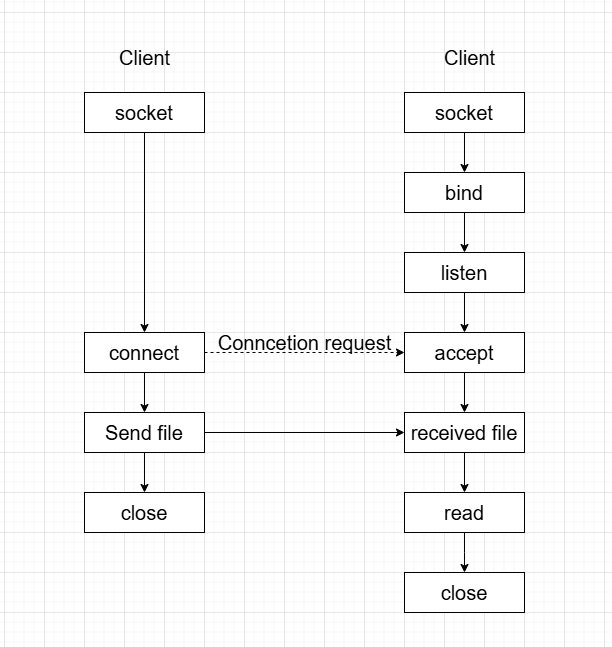 Client
Client
socket
socket
bind
listen
connect
Conncetion request
accept
Send file
received file
close
read
close